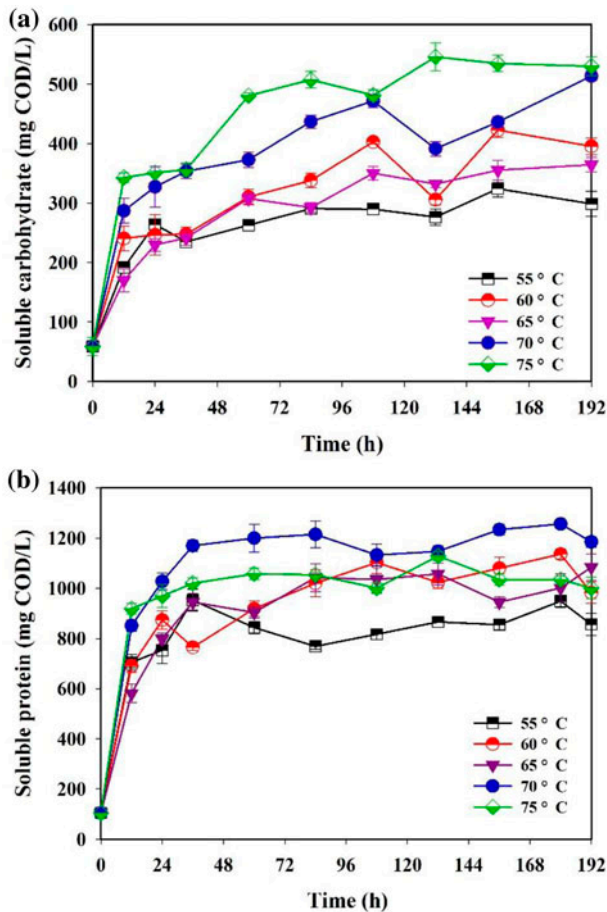 (a)
600
500
400
300
200
100
0
Soluble carbohydrate (mg COD/L)
55 ° C
60 ° C
65 ° C
70 ° C
75 ° C
0 24 48 72 96 120 144 168 192
Time (h)
(b)
1400
1200
1000
800
600
400
200
0
Soluble protein (mg COD/L)
55 ° C
60 ° C
65 ° C
70 ° C
75 ° C
0 24 48 72 96 120 144 168 192
Time (h)